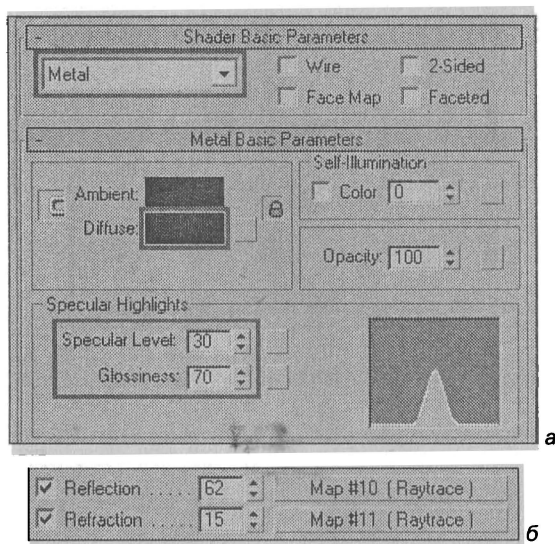 - Shader Basic Parameters
Metal Wire 2-Sided
Face Map Faceted
- Metal Basic Parameters
Self-Illumination
Ambient: Color 0
Diffuse:
Opacity: 100
Specular Highlights
Specular Level: 30
Glossiness: 70
а
Reflection . . . . . 62 Map #10 ( Raytrace )
Refraction . . . . . 15 Map #11 ( Raytrace )
б